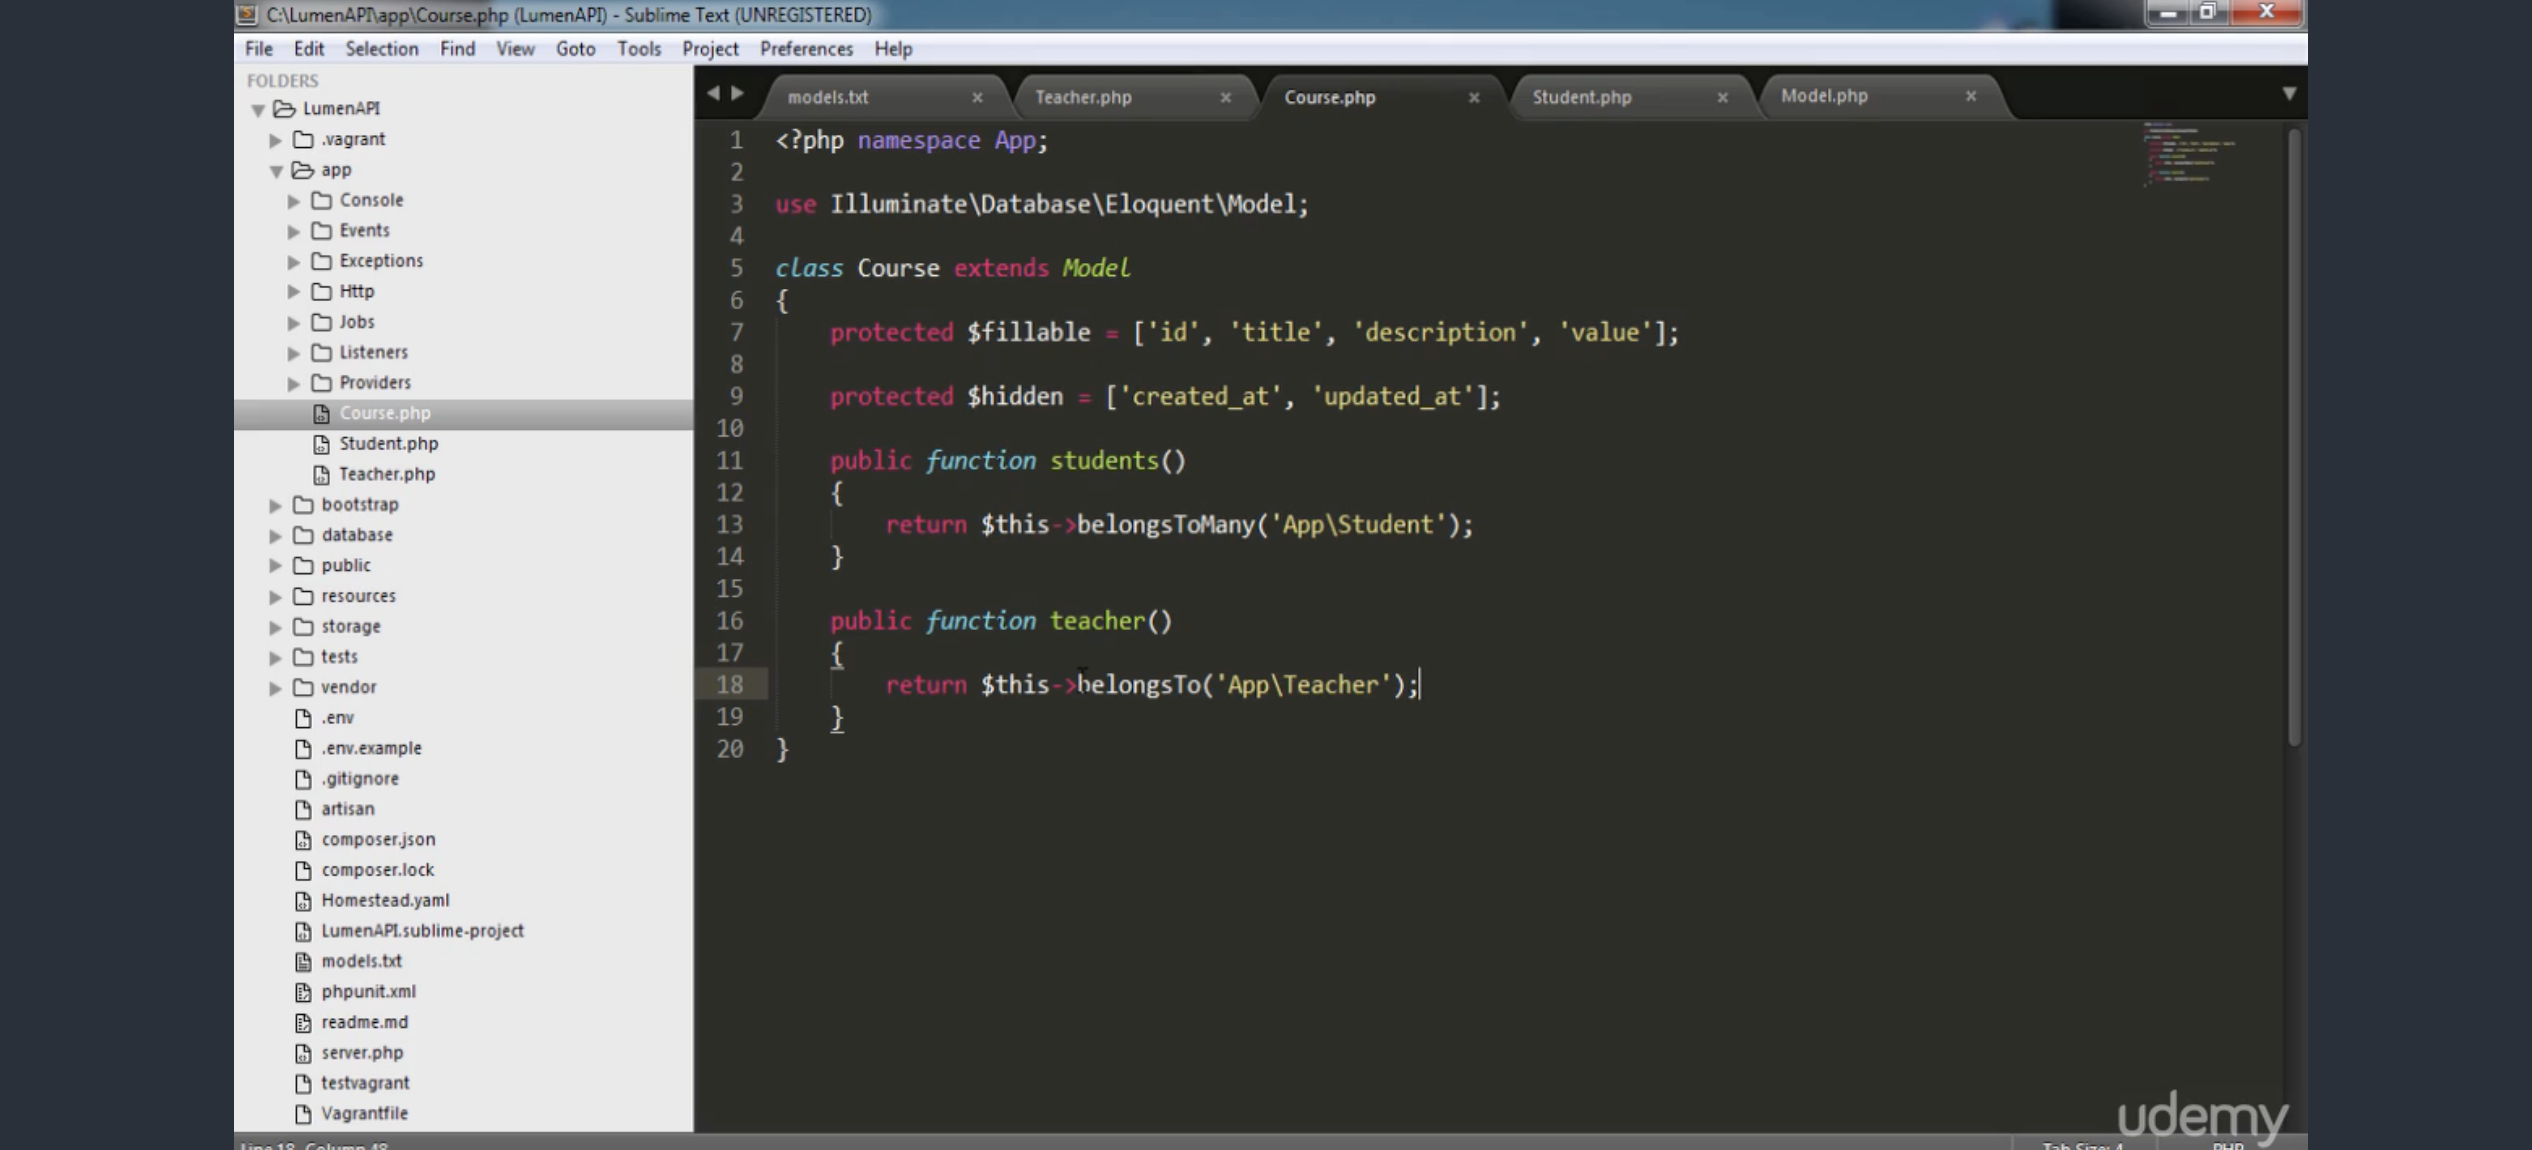 C:\LumenAPI\app\Course.php (LumenAPI) - Sublime Text (UNREGISTERED)
File Edit Selection Find View Goto Tools Project Preferences Help
FOLDERS
LumenAPI
.vagrant
app
Console
Events
Exceptions
Http
Jobs
Listeners
Providers
Course.php
Student.php
Teacher.php
bootstrap
database
public
resources
storage
tests
vendor
.env
.env.example
.gitignore
artisan
composer.json
composer.lock
Homestead.yaml
LumenAPI.sublime-project
models.txt
phpunit.xml
readme.md
server.php
testvagrant
Vagrantfile
models.txt Teacher.php Course.php Student.php Model.php
1 <?php namespace App;
2
3 use Illuminate\Database\Eloquent\Model;
4
5 class Course extends Model
6 {
7 protected $fillable = ['id', 'title', 'description', 'value'];
8
9 protected $hidden = ['created_at', 'updated_at'];
10
11 public function students()
12 {
13 return $this->belongsToMany('App\Student');
14 }
15
16 public function teacher()
17 {
18 return $this->belongsTo('App\Teacher');
19 }
20 }
udemy
Line 18, Column 48 Tab Size: 4 PHP